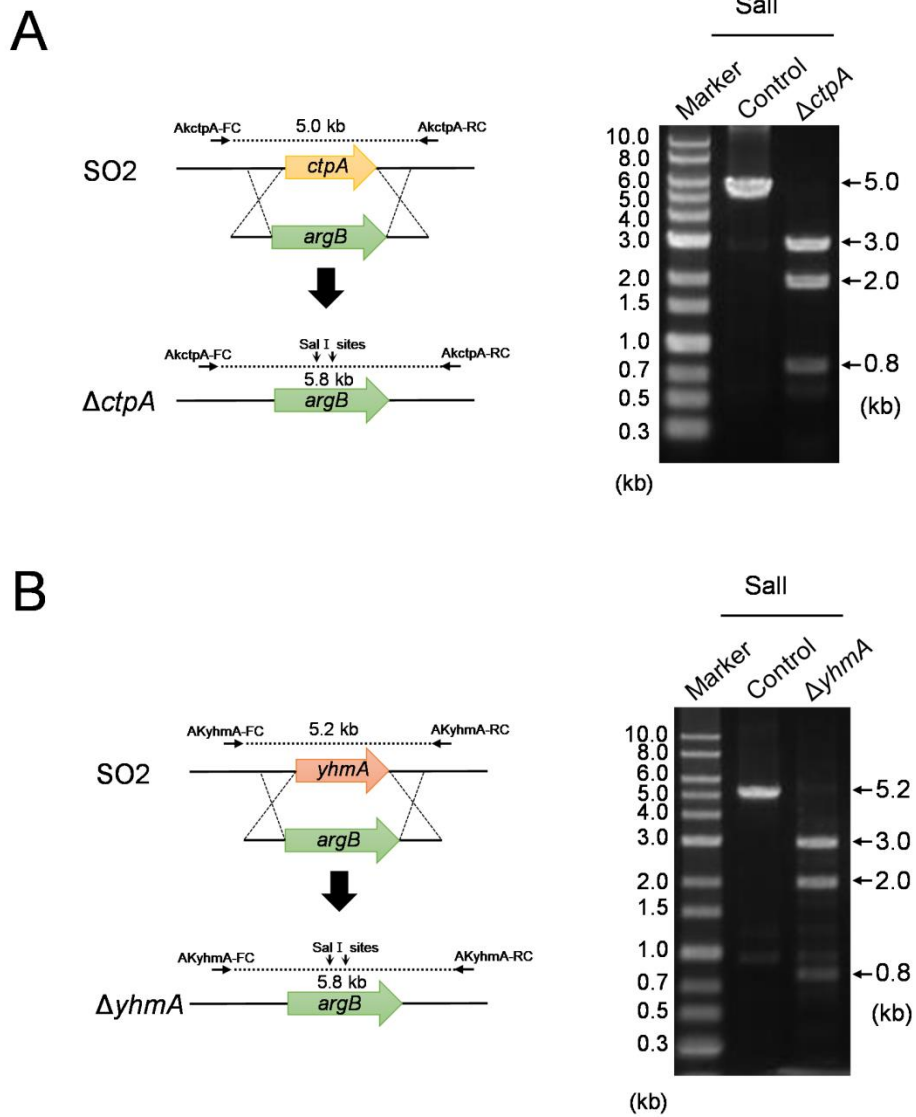 A
SalI
Marker
Control
ΔctpA
AkctpA-FC
5.0 kb
AkctpA-RC
SO2
ctpA
argB
AkctpA-FC
Sal I sites
AkctpA-RC
5.8 kb
ΔctpA
argB
10.0
8.0
6.0
5.0
4.0
3.0
2.0
1.5
1.0
0.7
0.5
0.3
(kb)
5.0
3.0
2.0
0.8
(kb)
B
SalI
Marker
Control
ΔyhmA
AKyhmA-FC
5.2 kb
AKyhmA-RC
SO2
yhmA
argB
AKyhmA-FC
Sal I sites
AKyhmA-RC
5.8 kb
ΔyhmA
argB
10.0
8.0
6.0
5.0
4.0
3.0
2.0
1.5
1.0
0.7
0.5
0.3
(kb)
5.2
3.0
2.0
0.8
(kb)